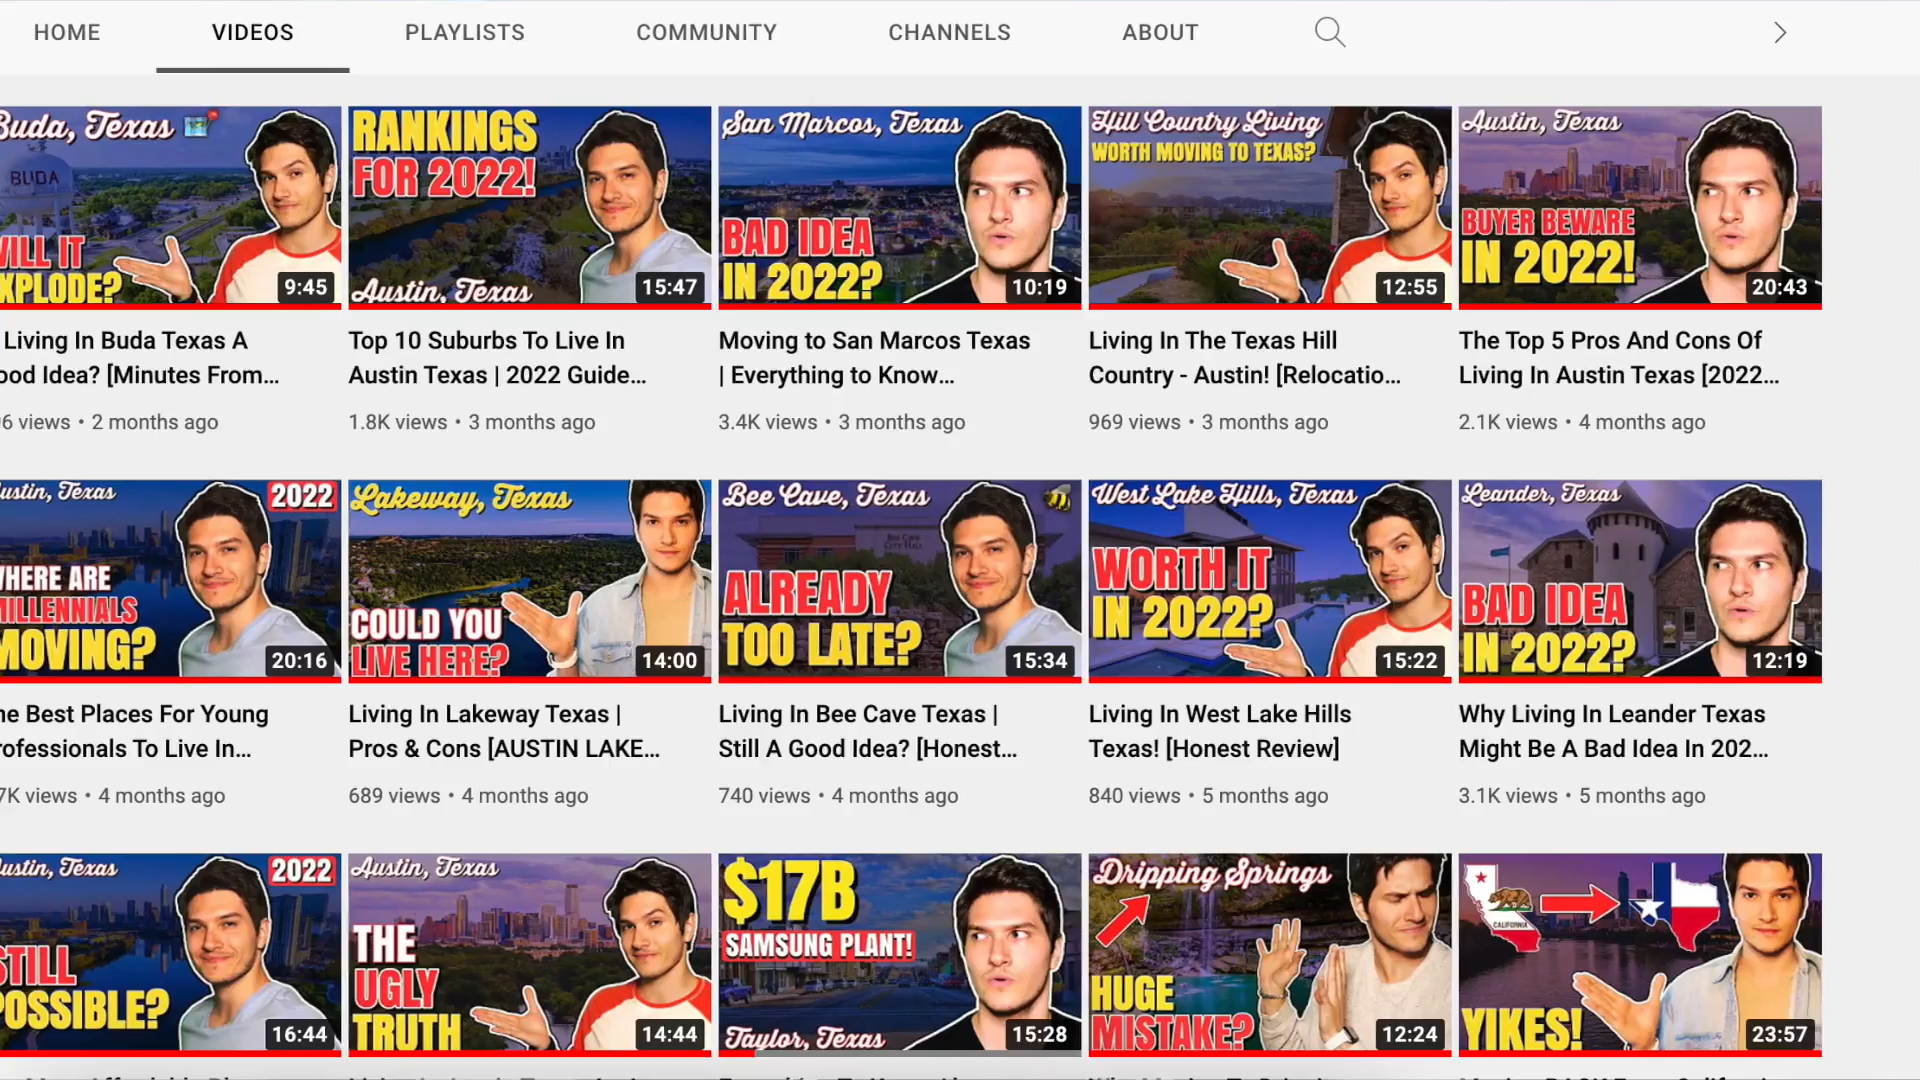 HOME VIDEOS PLAYLISTS COMMUNITY CHANNELS ABOUT
Buda, Texas
BUDA
WILL IT
EXPLODE?
9:45
RANKINGS
FOR 2022!
Austin, Texas
15:47
San Marcos, Texas
BAD IDEA
IN 2022?
10:19
Hill Country Living
WORTH MOVING TO TEXAS?
12:55
Austin, Texas
BUYER BEWARE
IN 2022!
20:43
Living In Buda Texas A
ood Idea? [Minutes From...
6 views • 2 months ago
Top 10 Suburbs To Live In
Austin Texas | 2022 Guide...
1.8K views • 3 months ago
Moving to San Marcos Texas
| Everything to Know...
3.4K views • 3 months ago
Living In The Texas Hill
Country - Austin! [Relocatio...
969 views • 3 months ago
The Top 5 Pros And Cons Of
Living In Austin Texas [2022...
2.1K views • 4 months ago
ustin, Texas
2022
WHERE ARE
MILLENNIALS
MOVING?
20:16
Lakeway, Texas
COULD YOU
LIVE HERE?
14:00
Bee Cave, Texas
BEE CAVE
CITY HALL
ALREADY
TOO LATE?
15:34
West Lake Hills, Texas
WORTH IT
IN 2022?
15:22
Leander, Texas
BAD IDEA
IN 2022?
12:19
he Best Places For Young
rofessionals To Live In...
7K views • 4 months ago
Living In Lakeway Texas |
Pros & Cons [AUSTIN LAKE...
689 views • 4 months ago
Living In Bee Cave Texas |
Still A Good Idea? [Honest...
740 views • 4 months ago
Living In West Lake Hills
Texas! [Honest Review]
840 views • 5 months ago
Why Living In Leander Texas
Might Be A Bad Idea In 202...
3.1K views • 5 months ago
ustin, Texas
2022
STILL
POSSIBLE?
16:44
Austin, Texas
THE
UGLY
TRUTH
14:44
$17B
SAMSUNG PLANT!
Taylor, Texas
15:28
Dripping Springs
HUGE
MISTAKE?
12:24
CALIFORNIA
YIKES!
23:57